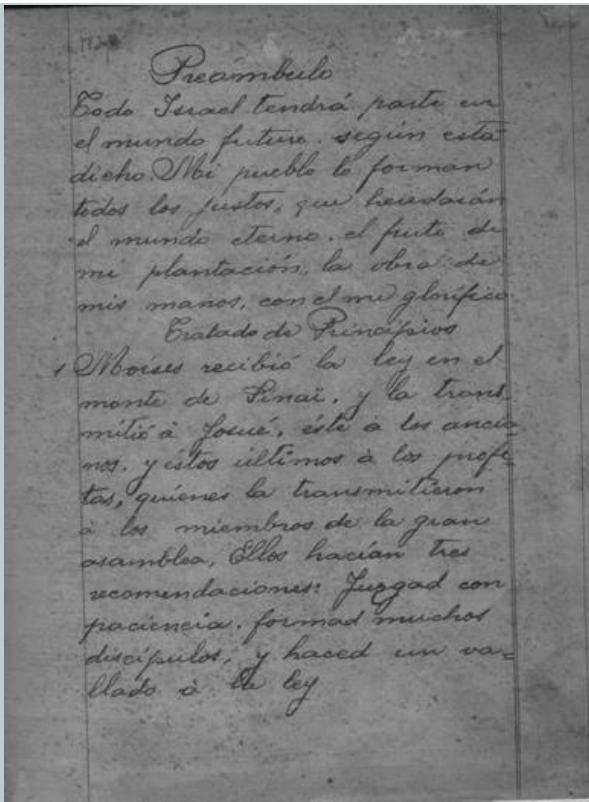 Preámbulo
Todo Israel tendrá parte en
el mundo futuro. según está
dicho. Mi pueblo lo forman
todos los justos, que heredarán
el mundo eterno. el fruto de
mi plantación, la obra de
mis manos, con el me glorífico
Tratado de Príncipios
1 Moises recibió la ley en el
monte de Sinaï, y la trans-
mitió à Josué, éste à los ancia-
nos. y éstos últimos à los profe-
tas, quienes la transmitieron
à los miembros de la gran
asamblea, Ellos hacían tres
recomendaciones: Juzgad con
paciencia. formad muchos
discípulos, y haced un va=
llado à la ley